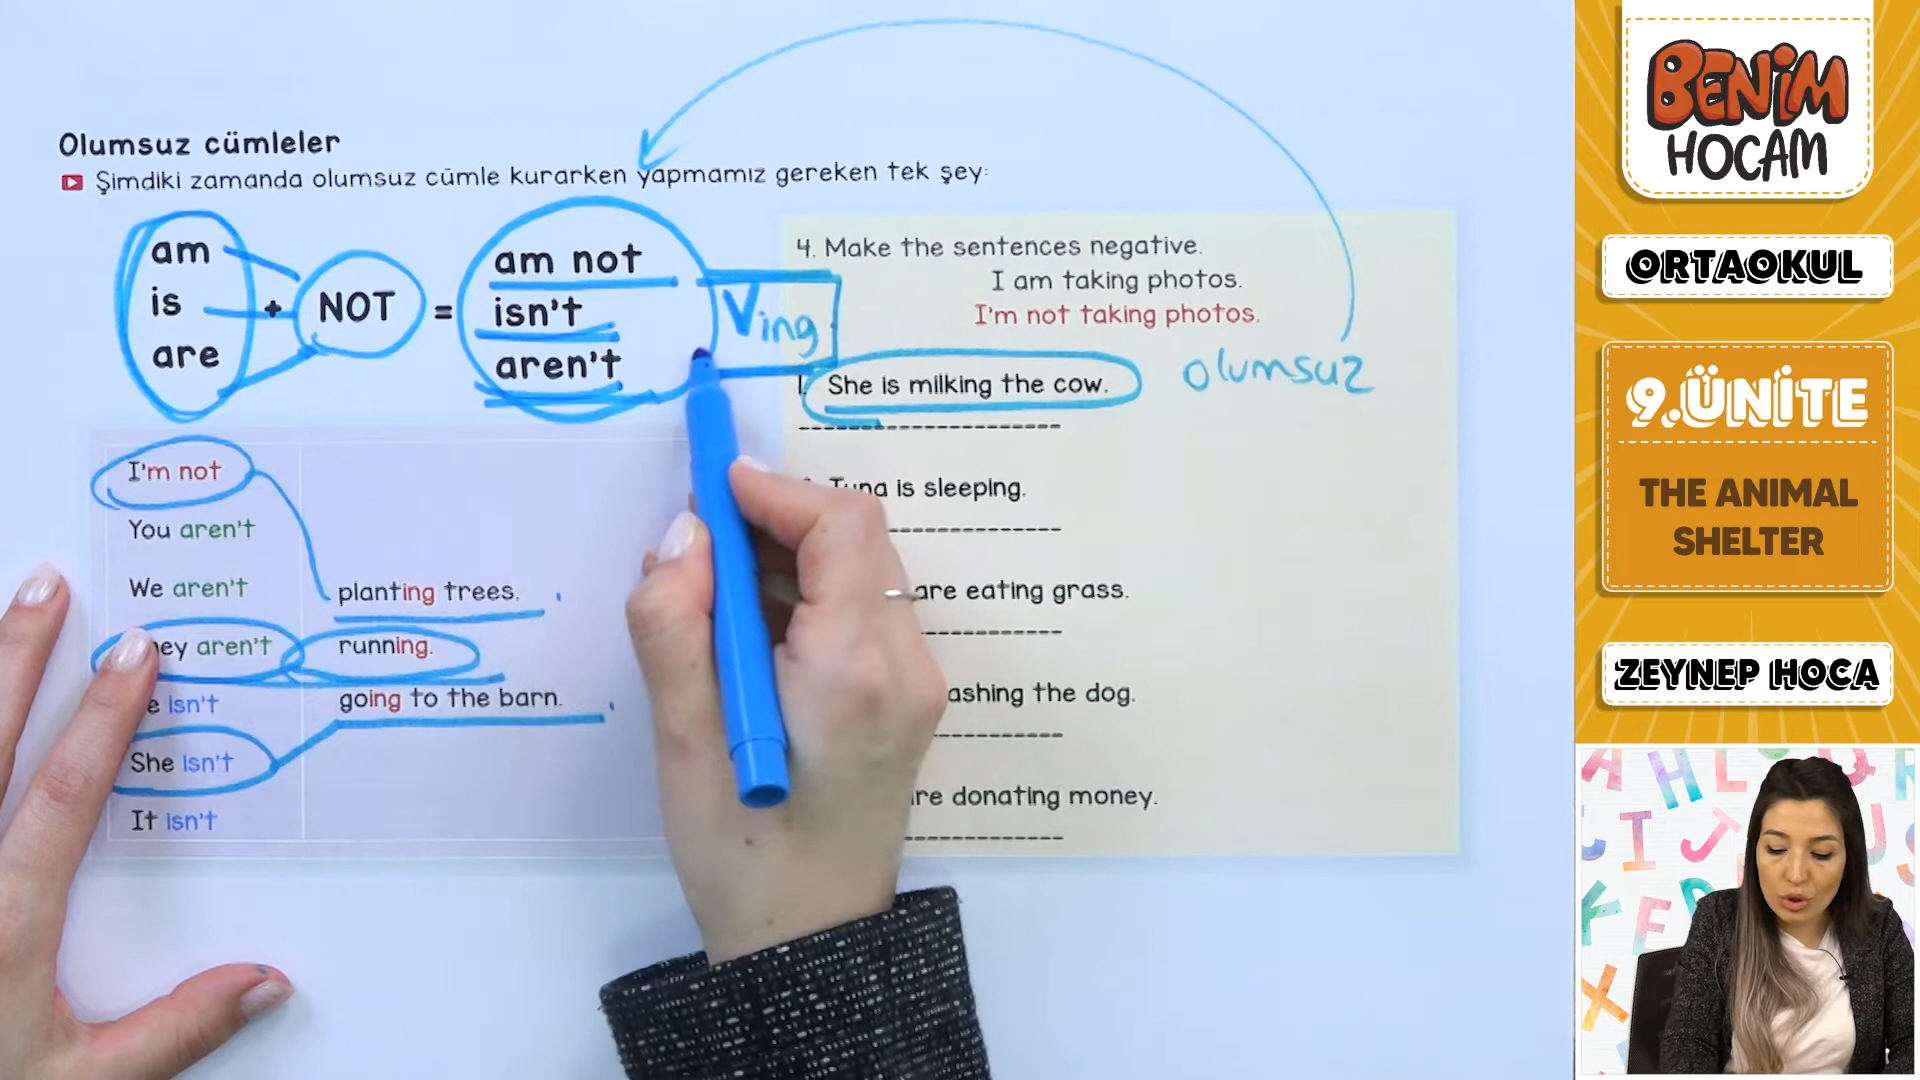 Olumsuz cümleler
Şimdiki zamanda olumsuz cümle kurarken yapmamız gereken tek şey:
am
is
are
+
NOT
=
am not
isn't
aren't
Ving
I'm not
You aren't
We aren't
ey aren't
e isn't
She isn't
It isn't
planting trees.
running.
going to the barn.
4. Make the sentences negative.
I am taking photos.
I'm not taking photos.
1. She is milking the cow.
olumsuz
Tuna is sleeping.
are eating grass.
ashing the dog.
re donating money.
BENİM
HOCAM
ORTAOKUL
9.ÜNİTE
THE ANIMAL
SHELTER
ZEYNEP HOCA